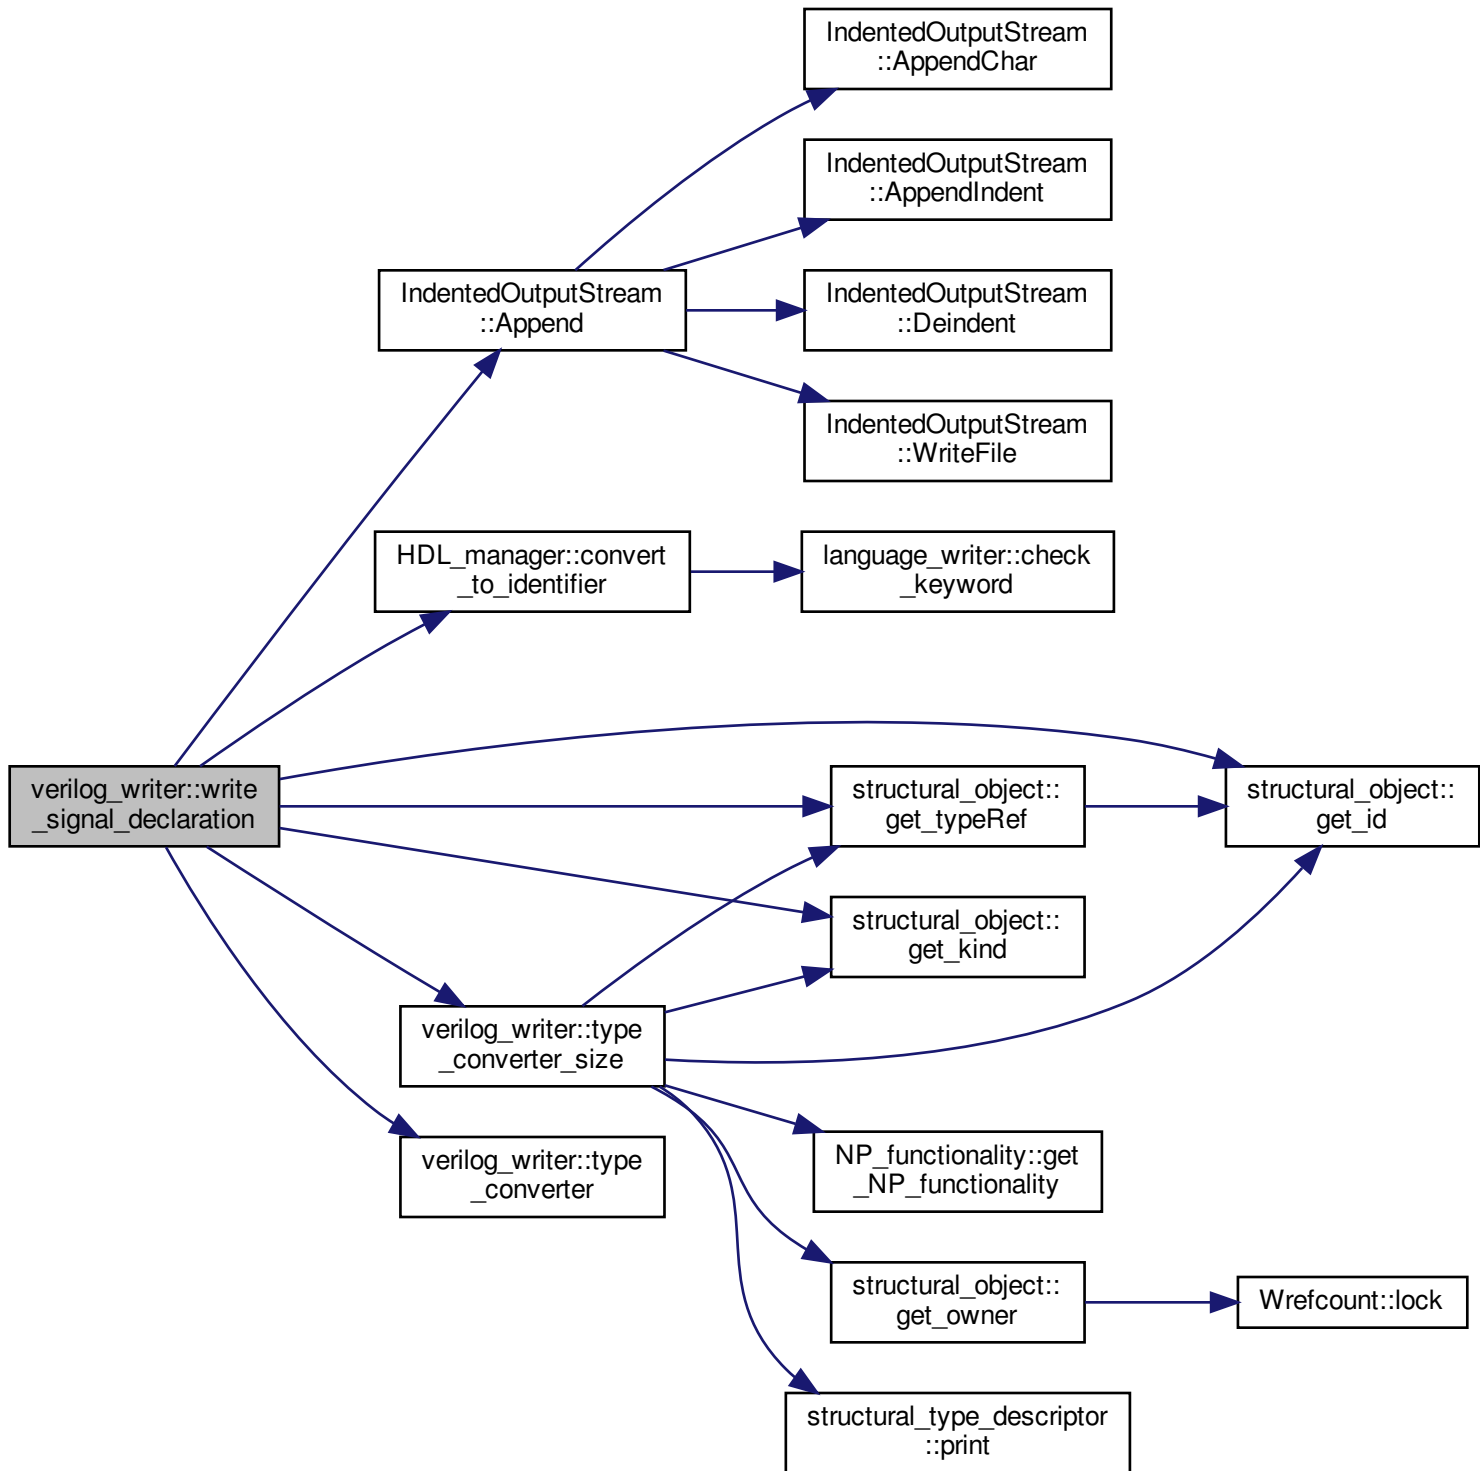 IndentedOutputStream
::AppendChar
IndentedOutputStream
::AppendIndent
IndentedOutputStream
::Append
IndentedOutputStream
::Deindent
IndentedOutputStream
::WriteFile
HDL_manager::convert
_to_identifier
language_writer::check
_keyword
verilog_writer::write
_signal_declaration
structural_object::
get_typeRef
structural_object::
get_id
structural_object::
get_kind
verilog_writer::type
_converter_size
verilog_writer::type
_converter
NP_functionality::get
_NP_functionality
structural_object::
get_owner
Wrefcount::lock
structural_type_descriptor
::print